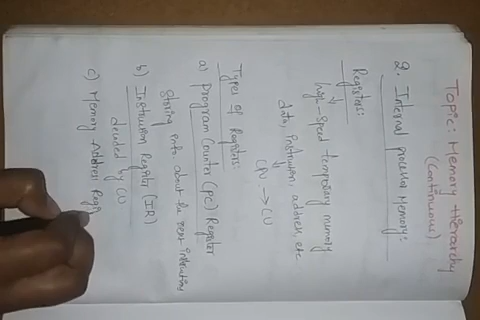 Topic: Memory Hierarchy
(Continuous)
2. Internal processor Memory:
Registers:
high-speed temporary memory
data, instruction, address, etc
CPU → CU
Types of Registers:
a) Program Counter (PC) Register
Storing info about the next instruction
b) Instruction Register (IR)
decoded by CU
c) Memory Address Regi